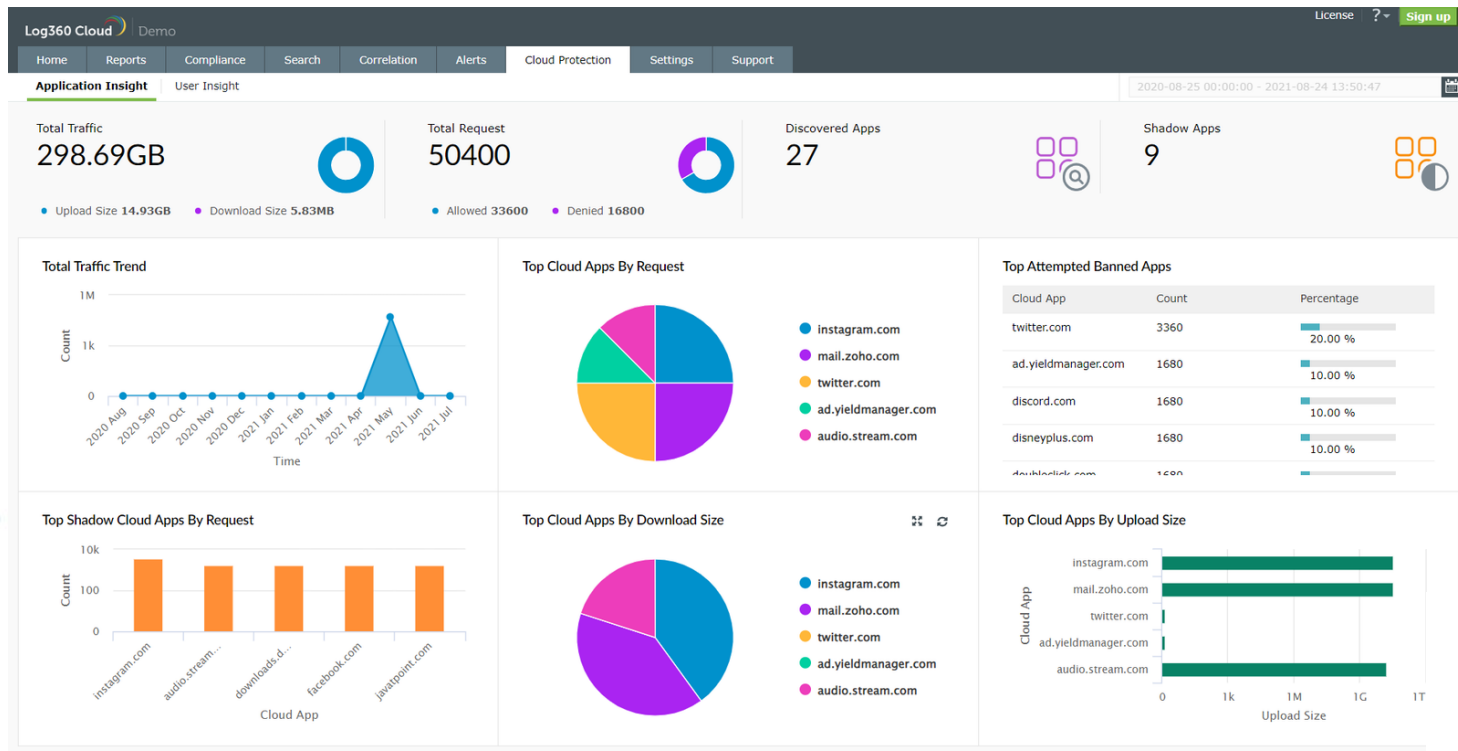 Log360 Cloud Demo
License ? Sign up
Home Reports Compliance Search Correlation Alerts Cloud Protection Settings Support
Application Insight User Insight
2020-08-25 00:00:00 - 2021-08-24 13:50:47
Total Traffic
298.69GB
Upload Size 14.93GB Download Size 5.83MB
Total Request
50400
Allowed 33600 Denied 16800
Discovered Apps
27
Shadow Apps
9
Total Traffic Trend
1M
1k
0
Count
2020 Aug 2020 Sep 2020 Oct 2020 Nov 2020 Dec 2021 Jan 2021 Feb 2021 Mar 2021 Apr 2021 May 2021 Jun 2021 Jul
Time
Top Cloud Apps By Request
instagram.com
mail.zoho.com
twitter.com
ad.yieldmanager.com
audio.stream.com
Top Attempted Banned Apps
Cloud App Count Percentage
twitter.com 3360 20.00 %
ad.yieldmanager.com 1680 10.00 %
discord.com 1680 10.00 %
disneyplus.com 1680 10.00 %
doubleclick.com 1680
Top Shadow Cloud Apps By Request
10k
100
0
Count
instagram.com audio.stream... downloads.d... facebook.com javatpoint.com
Cloud App
Top Cloud Apps By Download Size
instagram.com
mail.zoho.com
twitter.com
ad.yieldmanager.com
audio.stream.com
Top Cloud Apps By Upload Size
Cloud App
instagram.com
mail.zoho.com
twitter.com
ad.yieldmanager.com
audio.stream.com
0 1k 1M 1G 1T
Upload Size